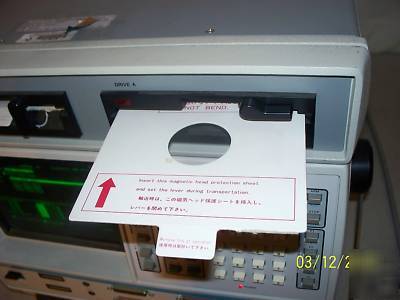 DRIVE A
NOT BEND.
Insert this magnetic head protection sheet
and set the lever during transportation.
輸送時は、この磁気ヘッド保護シートを挿入し、
レバーを閉めて下さい。
03/12/2